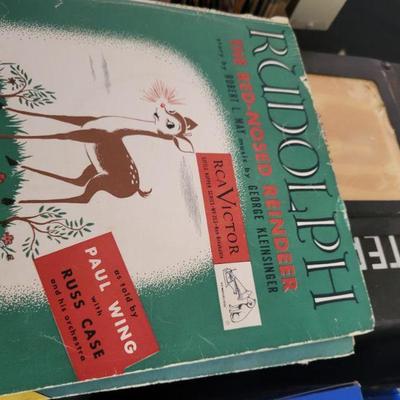 RUDOLPH
THE RED-NOSED REINDEER
story by ROBERT L. MAY music by GEORGE KLEINSINGER
RCA VICTOR
as told by
PAUL WING
with
RUSS CASE
and his orchestra